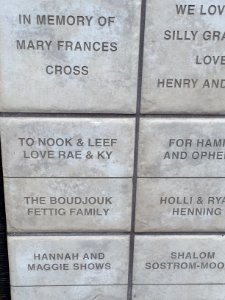 IN MEMORY OF
MARY FRANCES
CROSS
WE LOV
SILLY GRA
LOVE
HENRY AND
TO NOOK & LEEF
LOVE RAE & KY
FOR HAM
AND OPHE
THE BOUDJOUK
FETTIG FAMILY
HOLLI & RYA
HENNING
HANNAH AND
MAGGIE SHOWS
SHALOM
SOSTROM-MOO